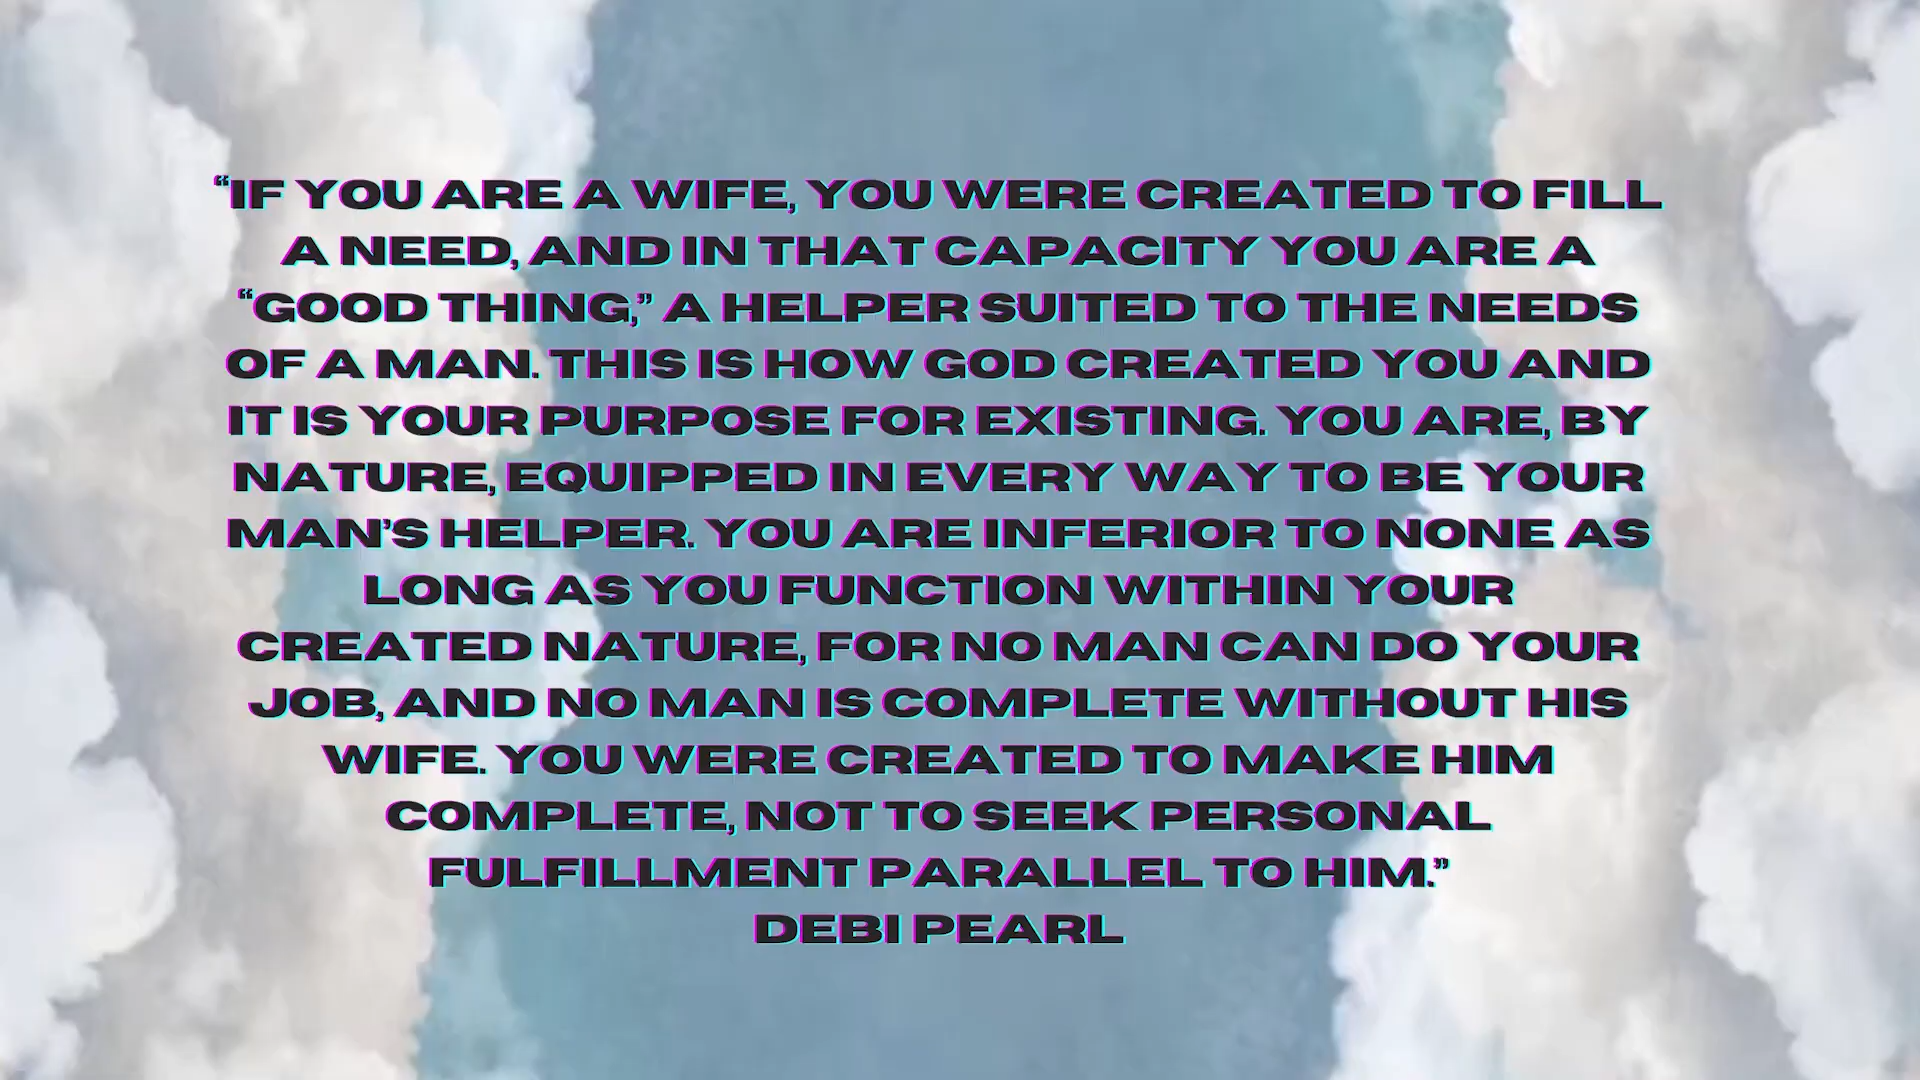 “IF YOU ARE A WIFE, YOU WERE CREATED TO FILL
A NEED, AND IN THAT CAPACITY YOU ARE A
“GOOD THING,” A HELPER SUITED TO THE NEEDS
OF A MAN. THIS IS HOW GOD CREATED YOU AND
IT IS YOUR PURPOSE FOR EXISTING. YOU ARE, BY
NATURE, EQUIPPED IN EVERY WAY TO BE YOUR
MAN’S HELPER. YOU ARE INFERIOR TO NONE AS
LONG AS YOU FUNCTION WITHIN YOUR
CREATED NATURE, FOR NO MAN CAN DO YOUR
JOB, AND NO MAN IS COMPLETE WITHOUT HIS
WIFE. YOU WERE CREATED TO MAKE HIM
COMPLETE, NOT TO SEEK PERSONAL
FULFILLMENT PARALLEL TO HIM.”
DEBI PEARL